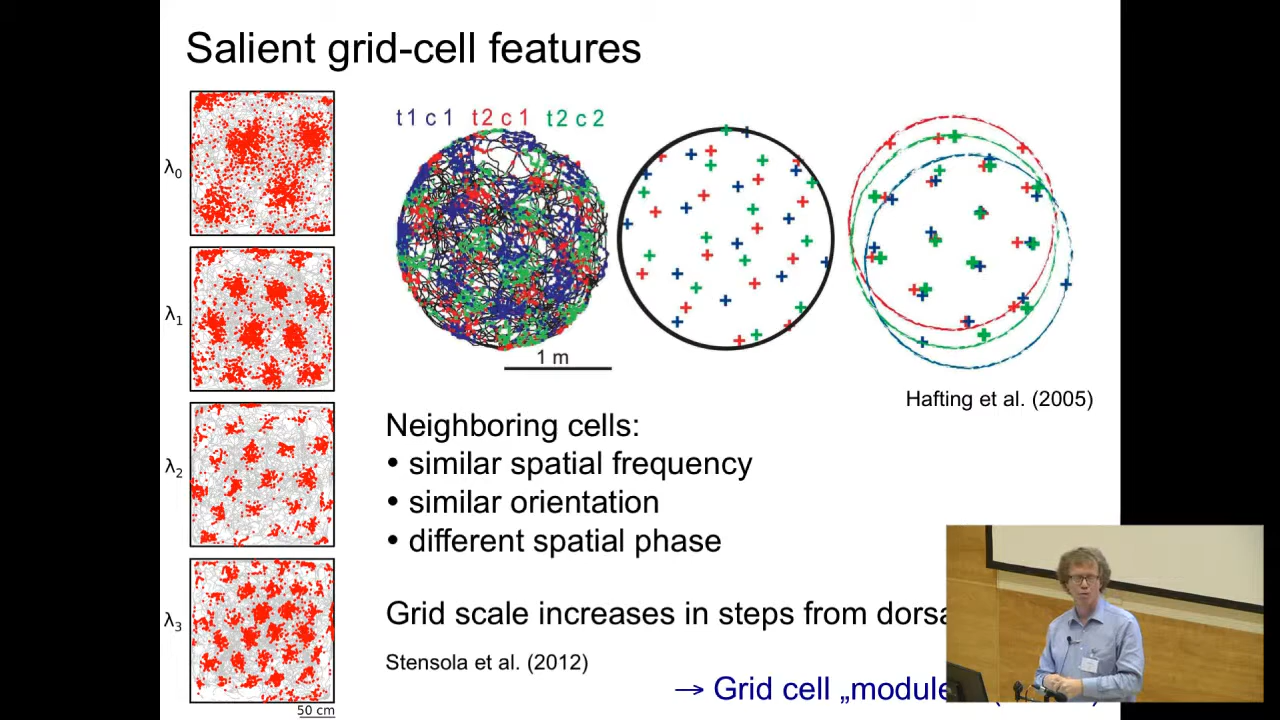 Salient grid-cell features
t1 c1 t2 c1 t2 c2
λ0
λ1
λ2
λ3
50 cm
1 m
Hafting et al. (2005)
Neighboring cells:
• similar spatial frequency
• similar orientation
• different spatial phase
Grid scale increases in steps from
Stensola et al. (2012)
→ Grid cell